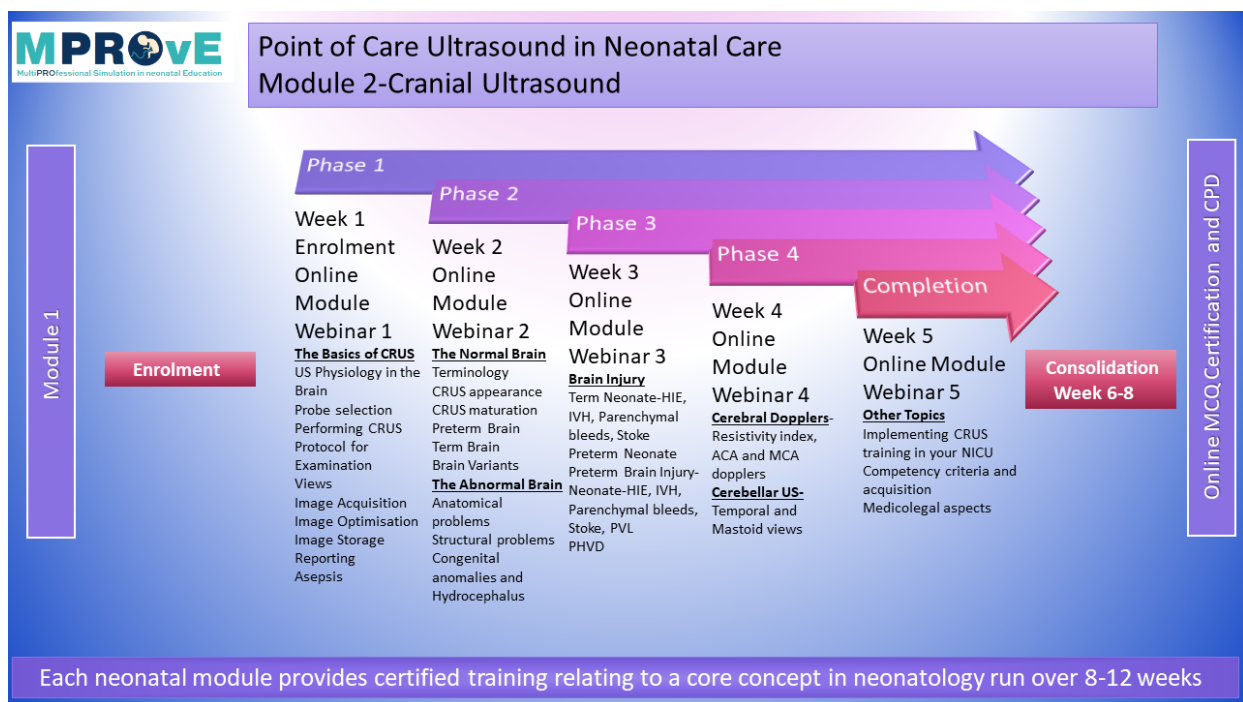 MPROvE
MultiPROfessional Simulation in neonatal Education
Point of Care Ultrasound in Neonatal Care
Module 2-Cranial Ultrasound
Module 1
Enrolment
Phase 1
Week 1
Enrolment
Online
Module
Webinar 1
The Basics of CRUS
US Physiology in the
Brain
Probe selection
Performing CRUS
Protocol for
Examination
Views
Image Acquisition
Image Optimisation
Image Storage
Reporting
Asepsis
Phase 2
Week 2
Online
Module
Webinar 2
The Normal Brain
Terminology
CRUS appearance
CRUS maturation
Preterm Brain
Term Brain
Brain Variants
The Abnormal Brain
Anatomical
problems
Structural problems
Congenital
anomalies and
Hydrocephalus
Phase 3
Week 3
Online
Module
Webinar 3
Brain Injury
Term Neonate-HIE,
IVH, Parenchymal
bleeds, Stoke
Preterm Neonate
Preterm Brain Injury-
Neonate-HIE, IVH,
Parenchymal bleeds,
Stoke, PVL
PHVD
Phase 4
Week 4
Online
Module
Webinar 4
Cerebral Dopplers-
Resistivity index,
ACA and MCA
dopplers
Cerebellar US-
Temporal and
Mastoid views
Completion
Week 5
Online Module
Webinar 5
Other Topics
Implementing CRUS
training in your NICU
Competency criteria and
acquisition
Medicolegal aspects
Consolidation
Week 6-8
Online MCQ Certification and CPD
Each neonatal module provides certified training relating to a core concept in neonatology run over 8-12 weeks